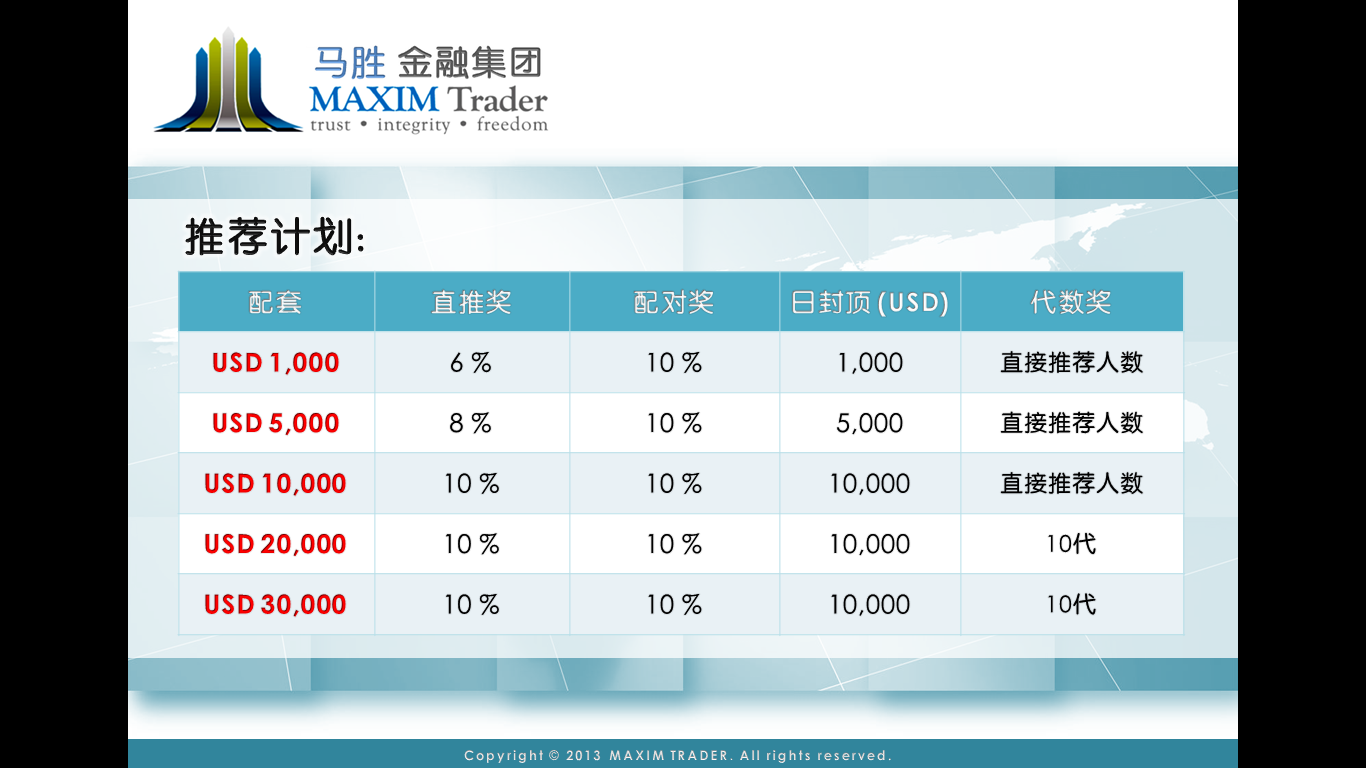 马胜 金融集团
MAXIM Trader
trust • integrity • freedom
推荐计划:
配套 直推奖 配对奖 日封顶 (USD) 代数奖
USD 1,000 6 % 10 % 1,000 直接推荐人数
USD 5,000 8 % 10 % 5,000 直接推荐人数
USD 10,000 10 % 10 % 10,000 直接推荐人数
USD 20,000 10 % 10 % 10,000 10代
USD 30,000 10 % 10 % 10,000 10代
Copyright © 2013 MAXIM TRADER. All rights reserved.